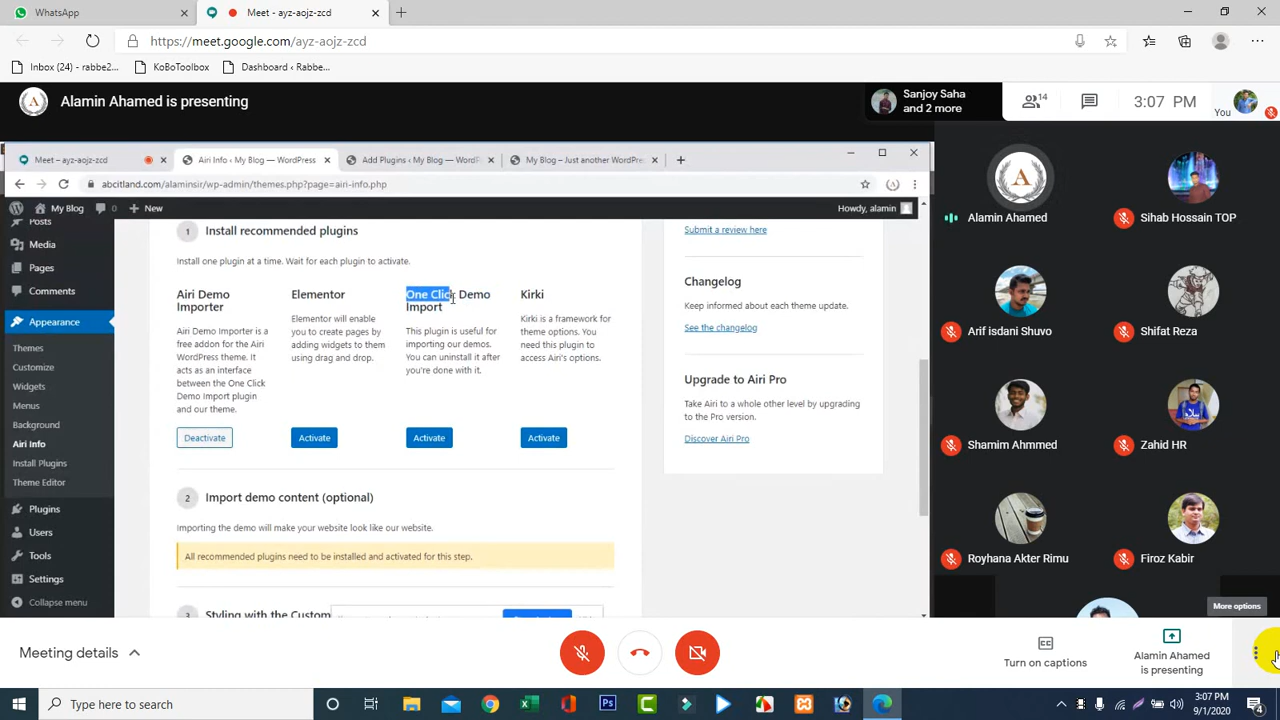 WhatsApp
Meet - ayz-aojz-zcd
https://meet.google.com/ayz-aojz-zcd
Inbox (24) - rabbe2...
KoBoToolbox
Dashboard ‹ Rabbe...
Alamin Ahamed is presenting
Sanjoy Saha
and 2 more
14
3:07 PM
You
Meet – ayz-aojz-zcd
Airi Info ‹ My Blog — WordPress
Add Plugins ‹ My Blog — WordP
My Blog – Just another WordPres
abcitland.com/alaminsir/wp-admin/themes.php?page=airi-info.php
My Blog
0
New
Howdy, alamin
Posts
Media
Pages
Comments
Appearance
Themes
Customize
Widgets
Menus
Background
Airi Info
Install Plugins
Theme Editor
Plugins
Users
Tools
Settings
Collapse menu
1
Install recommended plugins
Install one plugin at a time. Wait for each plugin to activate.
Airi Demo
Importer
Airi Demo Importer is a
free addon for the Airi
WordPress theme. It
acts as an interface
between the One Click
Demo Import plugin
and our theme.
Deactivate
Elementor
Elementor will enable
you to create pages by
adding widgets to them
using drag and drop.
Activate
One Click Demo
Import
This plugin is useful for
importing our demos.
You can uninstall it after
you're done with it.
Activate
Kirki
Kirki is a framework for
theme options. You
need this plugin to
access Airi's options.
Activate
2
Import demo content (optional)
Importing the demo will make your website look like our website.
All recommended plugins need to be installed and activated for this step.
3
Styling with the Custom
Submit a review here
Changelog
Keep informed about each theme update.
See the changelog
Upgrade to Airi Pro
Take Airi to a whole other level by upgrading
to the Pro version.
Discover Airi Pro
Alamin Ahamed
Sihab Hossain TOP
Arif isdani Shuvo
Shifat Reza
Shamim Ahmmed
Zahid HR
Royhana Akter Rimu
Firoz Kabir
More options
Meeting details
Turn on captions
Alamin Ahamed
is presenting
Type here to search
3:07 PM
9/1/2020